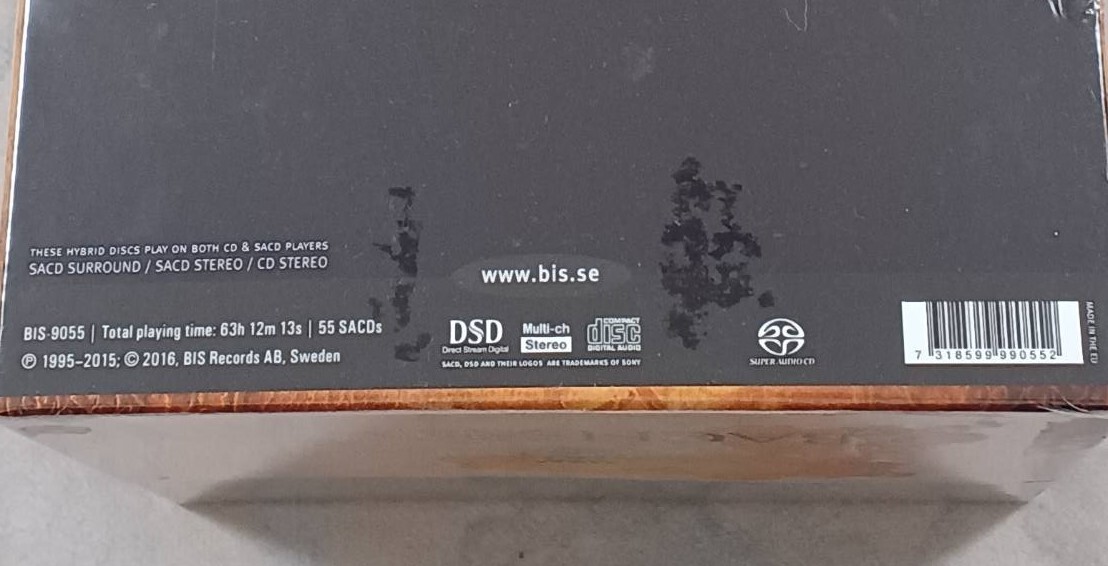 THESE HYBRID DISCS PLAY ON BOTH CD & SACD PLAYERS
SACD SURROUND / SACD STEREO / CD STEREO
www.bis.se
BIS-9055 | Total playing time: 63h 12m 13s | 55 SACDs
℗ 1995–2015; © 2016, BIS Records AB, Sweden
DSD
Direct Stream Digital
Multi-ch
Stereo
COMPACT
disc
DIGITAL AUDIO
SACD, DSD AND THEIR LOGOS ARE TRADEMARKS OF SONY
SUPER AUDIO CD
7 318599 990552
MADE IN THE EU